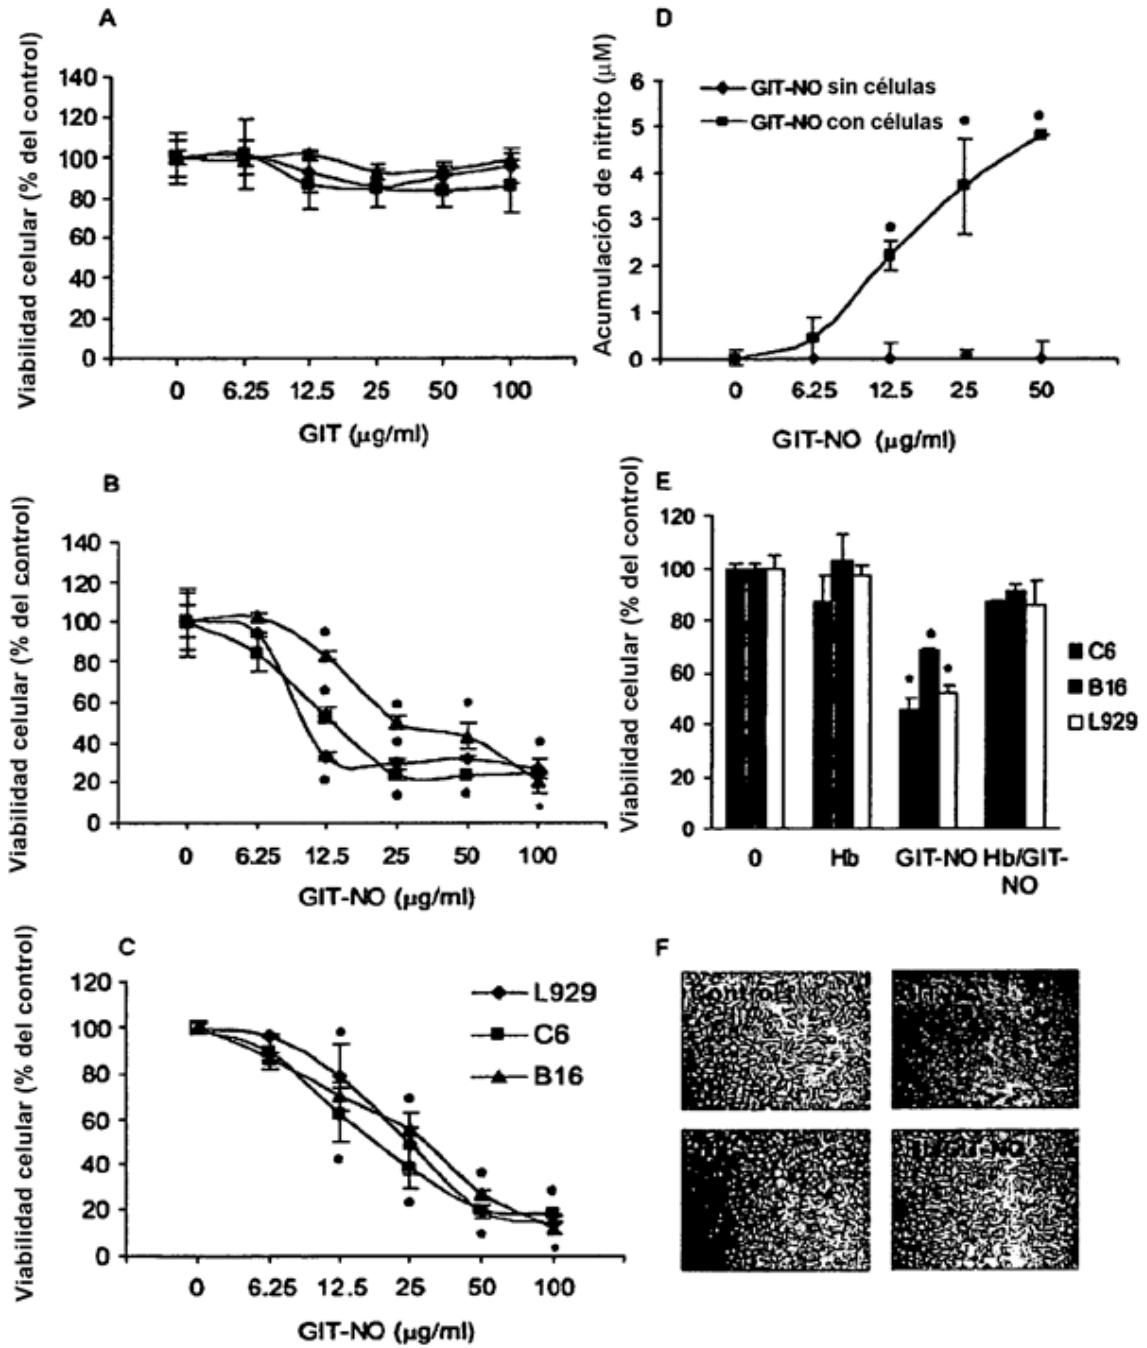 A
Viabilidad celular (% del control)
140
120
100
80
60
40
20
0
0 6.25 12.5 25 50 100
GIT (µg/ml)
B
Viabilidad celular (% del control)
140
120
100
80
60
40
20
0
0 6.25 12.5 25 50 100
GIT-NO (µg/ml)
C
Viabilidad celular (% del control)
120
100
80
60
40
20
0
L929
C6
B16
0 6.25 12.5 25 50 100
GIT-NO (µg/ml)
D
Acumulación de nitrito (µM)
6
5
4
3
2
1
0
GIT-NO sin células
GIT-NO con células
0 6.25 12.5 25 50
GIT-NO (µg/ml)
E
Viabilidad celular (% del control)
120
100
80
60
40
20
0
C6
B16
L929
0 Hb GIT-NO Hb/GIT-
NO
F
Control